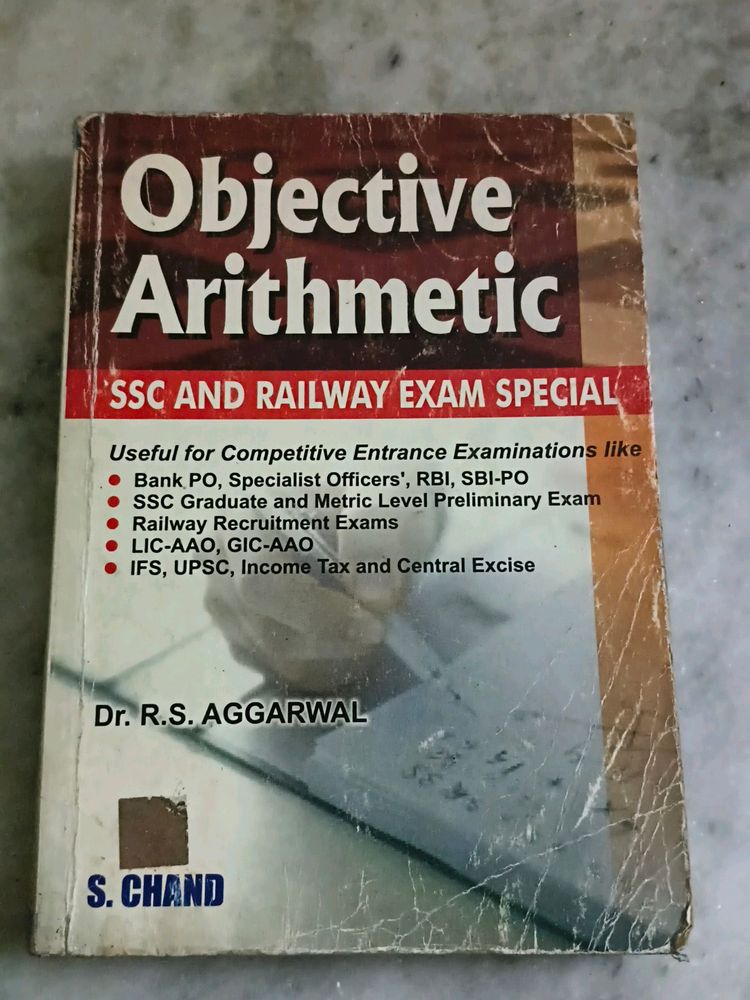 Objective
Arithmetic
SSC AND RAILWAY EXAM SPECIAL
Useful for Competitive Entrance Examinations like
• Bank PO, Specialist Officers', RBI, SBI-PO
• SSC Graduate and Metric Level Preliminary Exam
• Railway Recruitment Exams
• LIC-AAO, GIC-AAO
• IFS, UPSC, Income Tax and Central Excise
Dr. R.S. AGGARWAL
S. CHAND